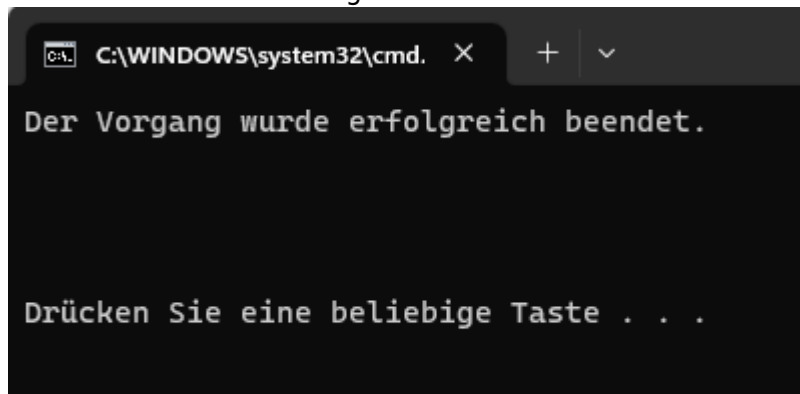 C:\WINDOWS\system32\cmd.
Der Vorgang wurde erfolgreich beendet.
Drücken Sie eine beliebige Taste . . .